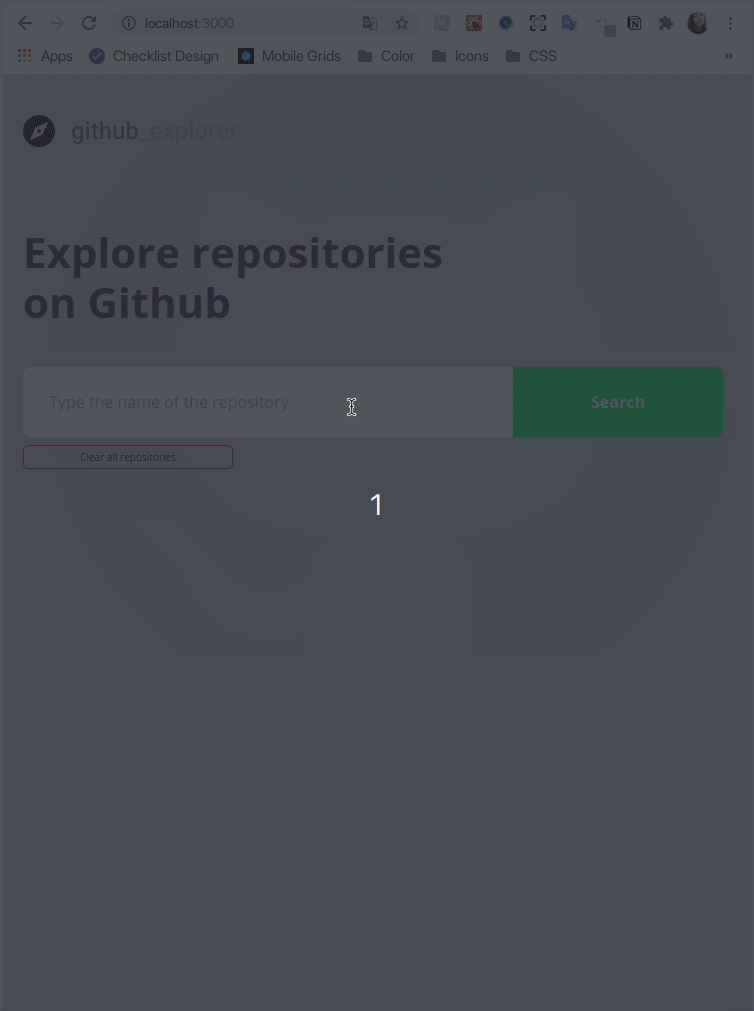 localhost:3000
Apps Checklist Design Mobile Grids Color Icons CSS »
github_explorer
Explore repositories
on Github
Type the name of the repository Search
Clear all repositories
1